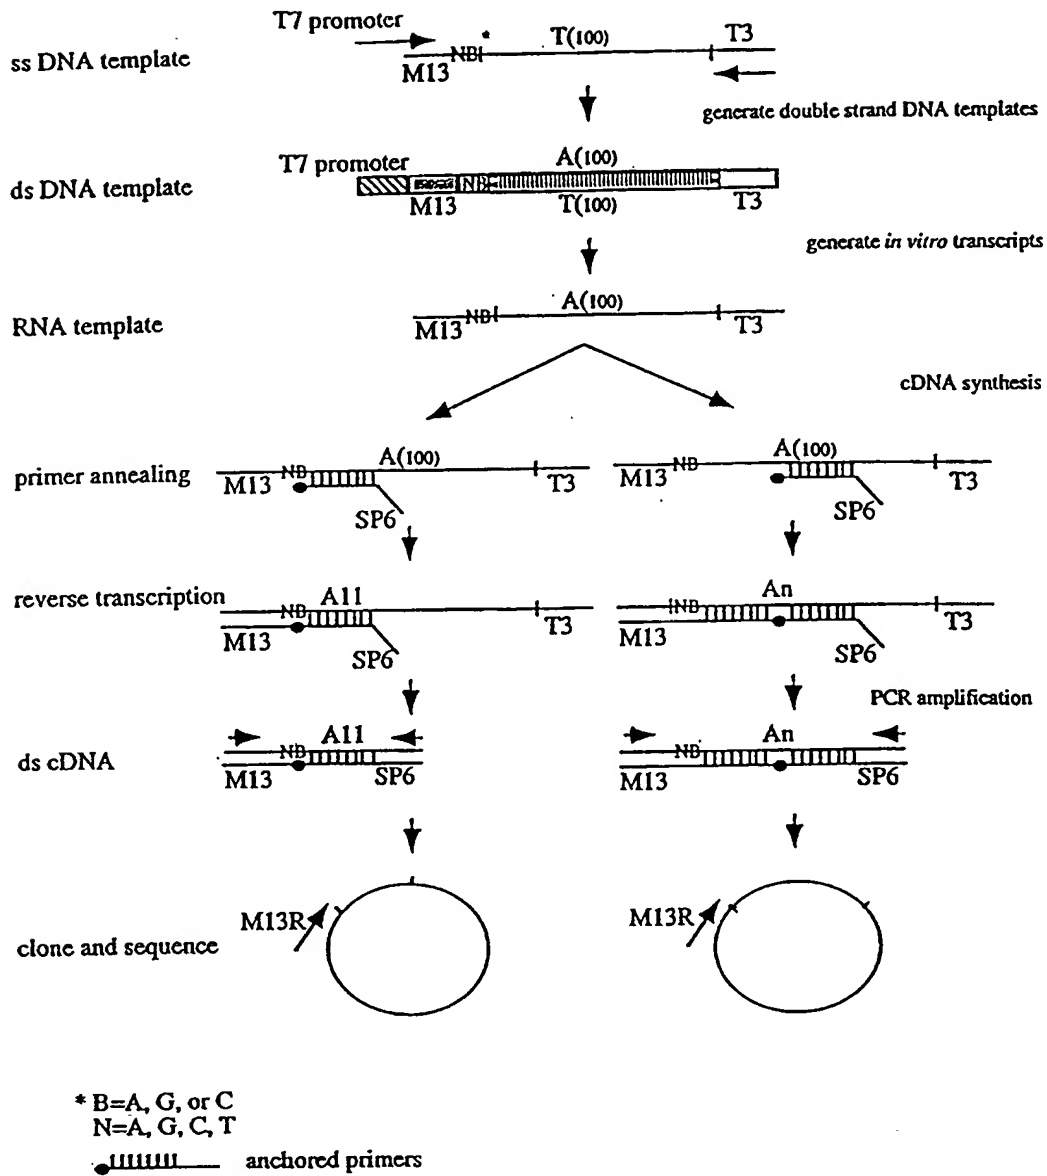 T7 promoter
ss DNA template
M13 NB * T(100) T3
generate double strand DNA templates
T7 promoter
A(100)
ds DNA template
NB
M13 T(100) T3
generate in vitro transcripts
RNA template
M13 NB A(100) T3
cDNA synthesis
primer annealing
M13 NB A(100) T3
SP6
M13 NB A(100) T3
SP6
reverse transcription
M13 NB A11 T3
SP6
M13 NB An T3
SP6
PCR amplification
ds cDNA
M13 NB A11 SP6
M13 NB An SP6
clone and sequence
M13R
M13R
* B=A, G, or C
N=A, G, C, T
anchored primers